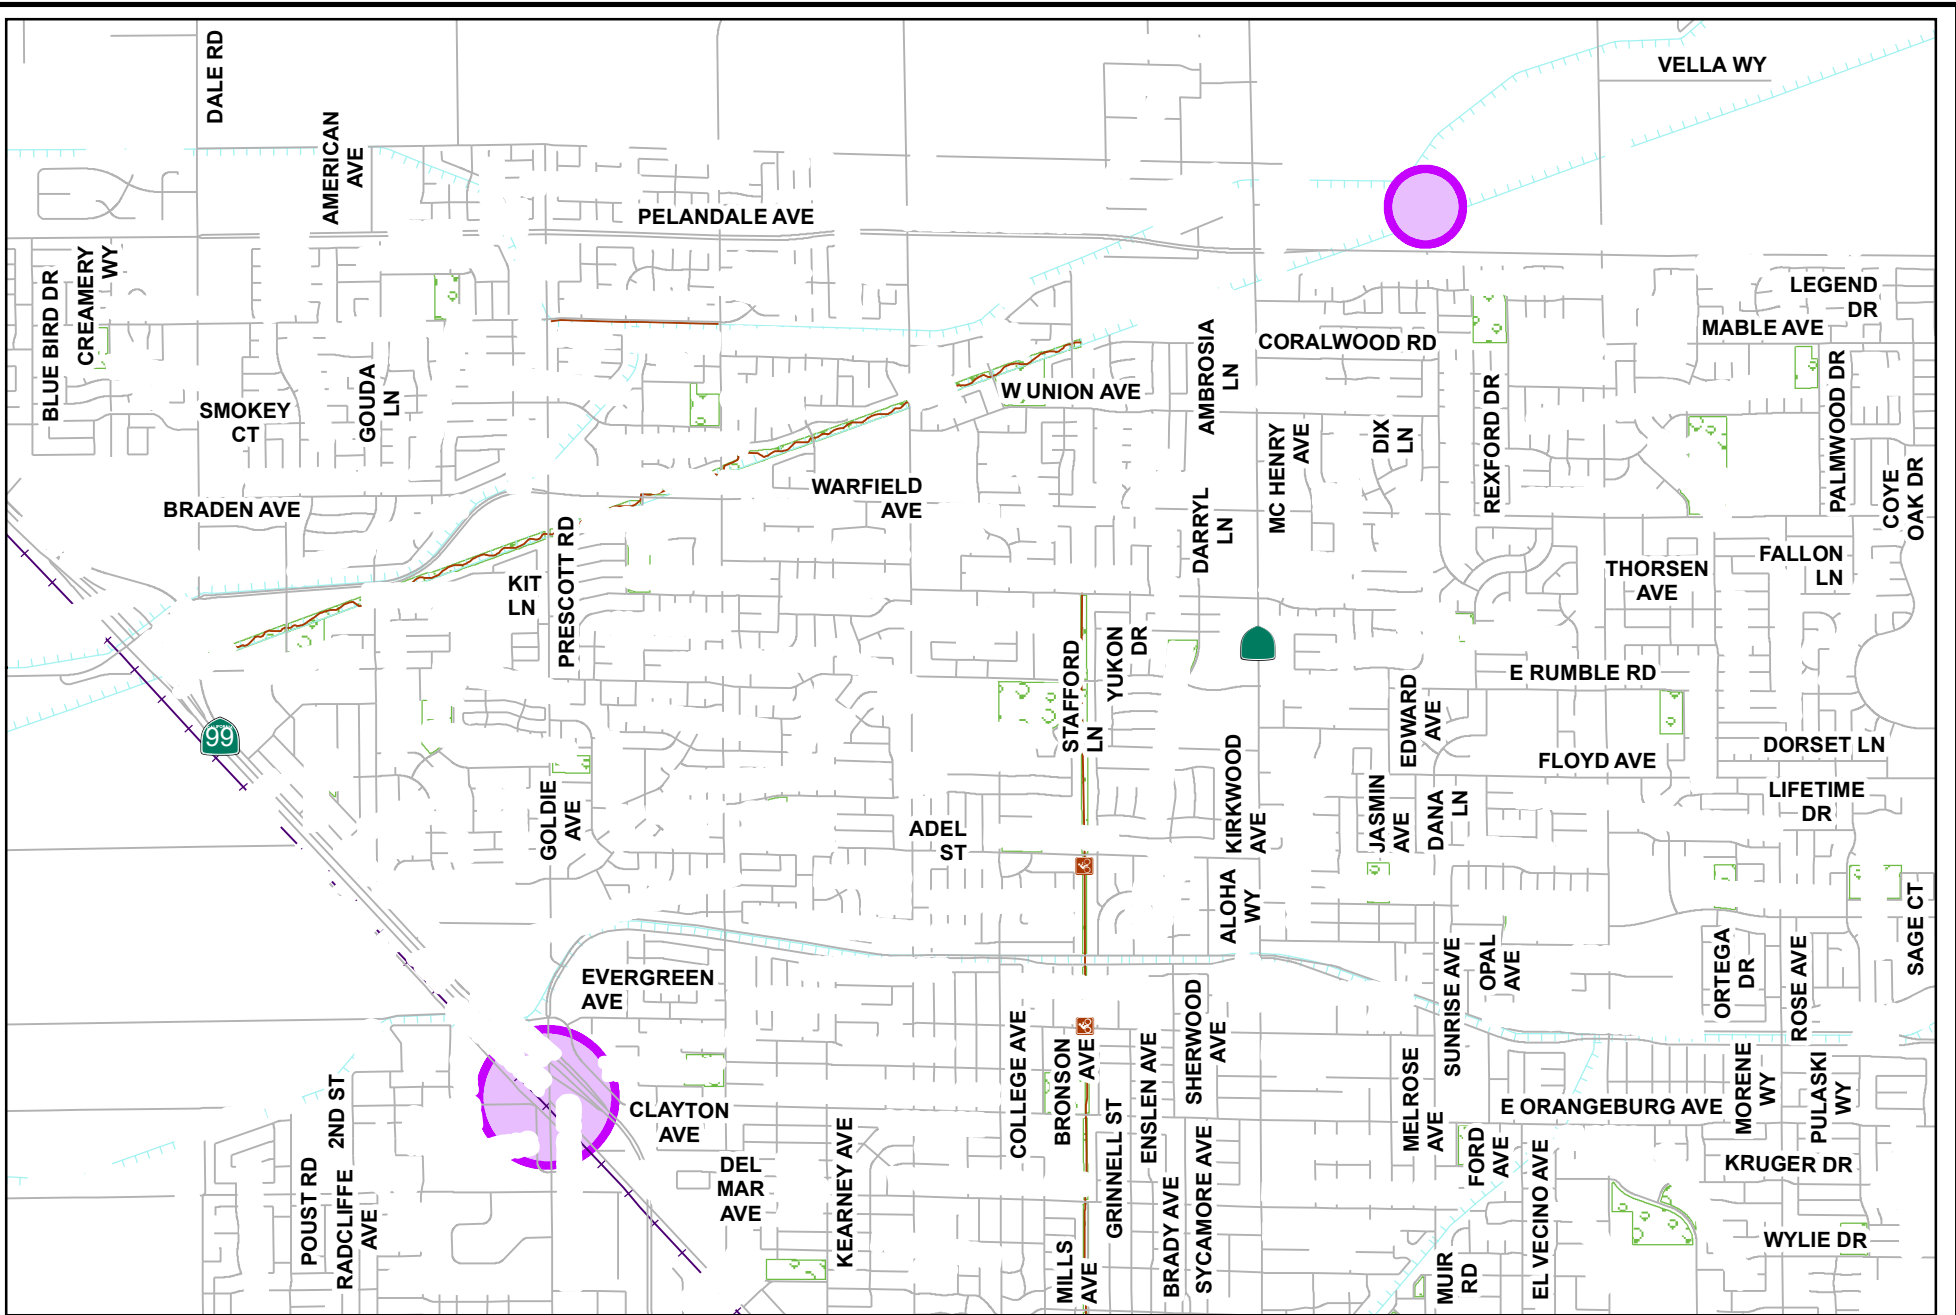 DALE RD
VELLA WY
AMERICAN
AVE
PELANDALE AVE
BLUE BIRD DR
CREAMERY
WY
LEGEND
DR
MABLE AVE
CORALWOOD RD
AMBROSIA
LN
W UNION AVE
PALMWOOD DR
GOUDA
LN
SMOKEY
CT
REXFORD DR
DIX
LN
MC HENRY
AVE
COYE
OAK DR
WARFIELD
AVE
BRADEN AVE
DARRYL
LN
PRESCOTT RD
KIT
LN
FALLON
LN
THORSEN
AVE
STAFFORD
LN
YUKON
DR
E RUMBLE RD
EDWARD
AVE
CALIFORNIA
99
DORSET LN
FLOYD AVE
KIRKWOOD
AVE
GOLDIE
AVE
JASMIN
AVE
DANA
LN
LIFETIME
DR
ADEL
ST
ALOHA
WY
SAGE CT
EVERGREEN
AVE
SUNRISE AVE
OPAL
AVE
ORTEGA
DR
ROSE AVE
SHERWOOD
AVE
COLLEGE AVE
BRONSON
AVE
ENSLEN AVE
MELROSE
AVE
MORENE
WY
PULASKI
WY
2ND ST
CLAYTON
AVE
E ORANGEBURG AVE
GRINNELL ST
KEARNEY AVE
FORD
AVE
KRUGER DR
DEL
MAR
AVE
POUST RD
RADCLIFFE
AVE
SYCAMORE AVE
BRADY AVE
EL VECINO AVE
WYLIE DR
MILLS
AVE
MUIR
RD